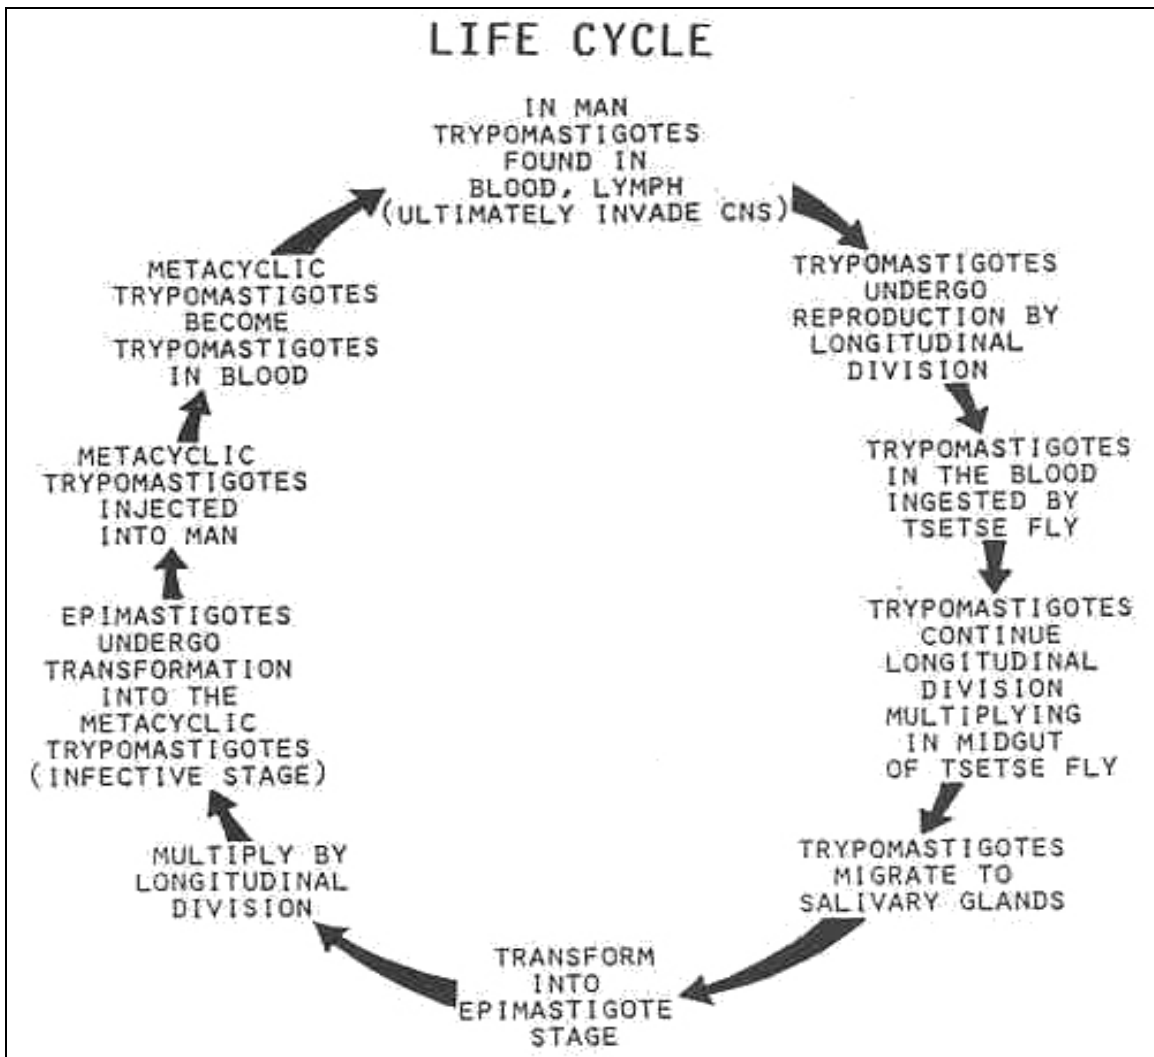 LIFE CYCLE
IN MAN
TRYPOMASTIGOTES
FOUND IN
BLOOD, LYMPH
(ULTIMATELY INVADE CNS)
TRYPOMASTIGOTES
UNDERGO
REPRODUCTION BY
LONGITUDINAL
DIVISION
TRYPOMASTIGOTES
IN THE BLOOD
INGESTED BY
TSETSE FLY
TRYPOMASTIGOTES
CONTINUE
LONGITUDINAL
DIVISION
MULTIPLYING
IN MIDGUT
OF TSETSE FLY
TRYPOMASTIGOTES
MIGRATE TO
SALIVARY GLANDS
TRANSFORM
INTO
EPIMASTIGOTE
STAGE
MULTIPLY BY
LONGITUDINAL
DIVISION
EPIMASTIGOTES
UNDERGO
TRANSFORMATION
INTO THE
METACYCLIC
TRYPOMASTIGOTES
(INFECTIVE STAGE)
METACYCLIC
TRYPOMASTIGOTES
INJECTED
INTO MAN
METACYCLIC
TRYPOMASTIGOTES
BECOME
TRYPOMASTIGOTES
IN BLOOD